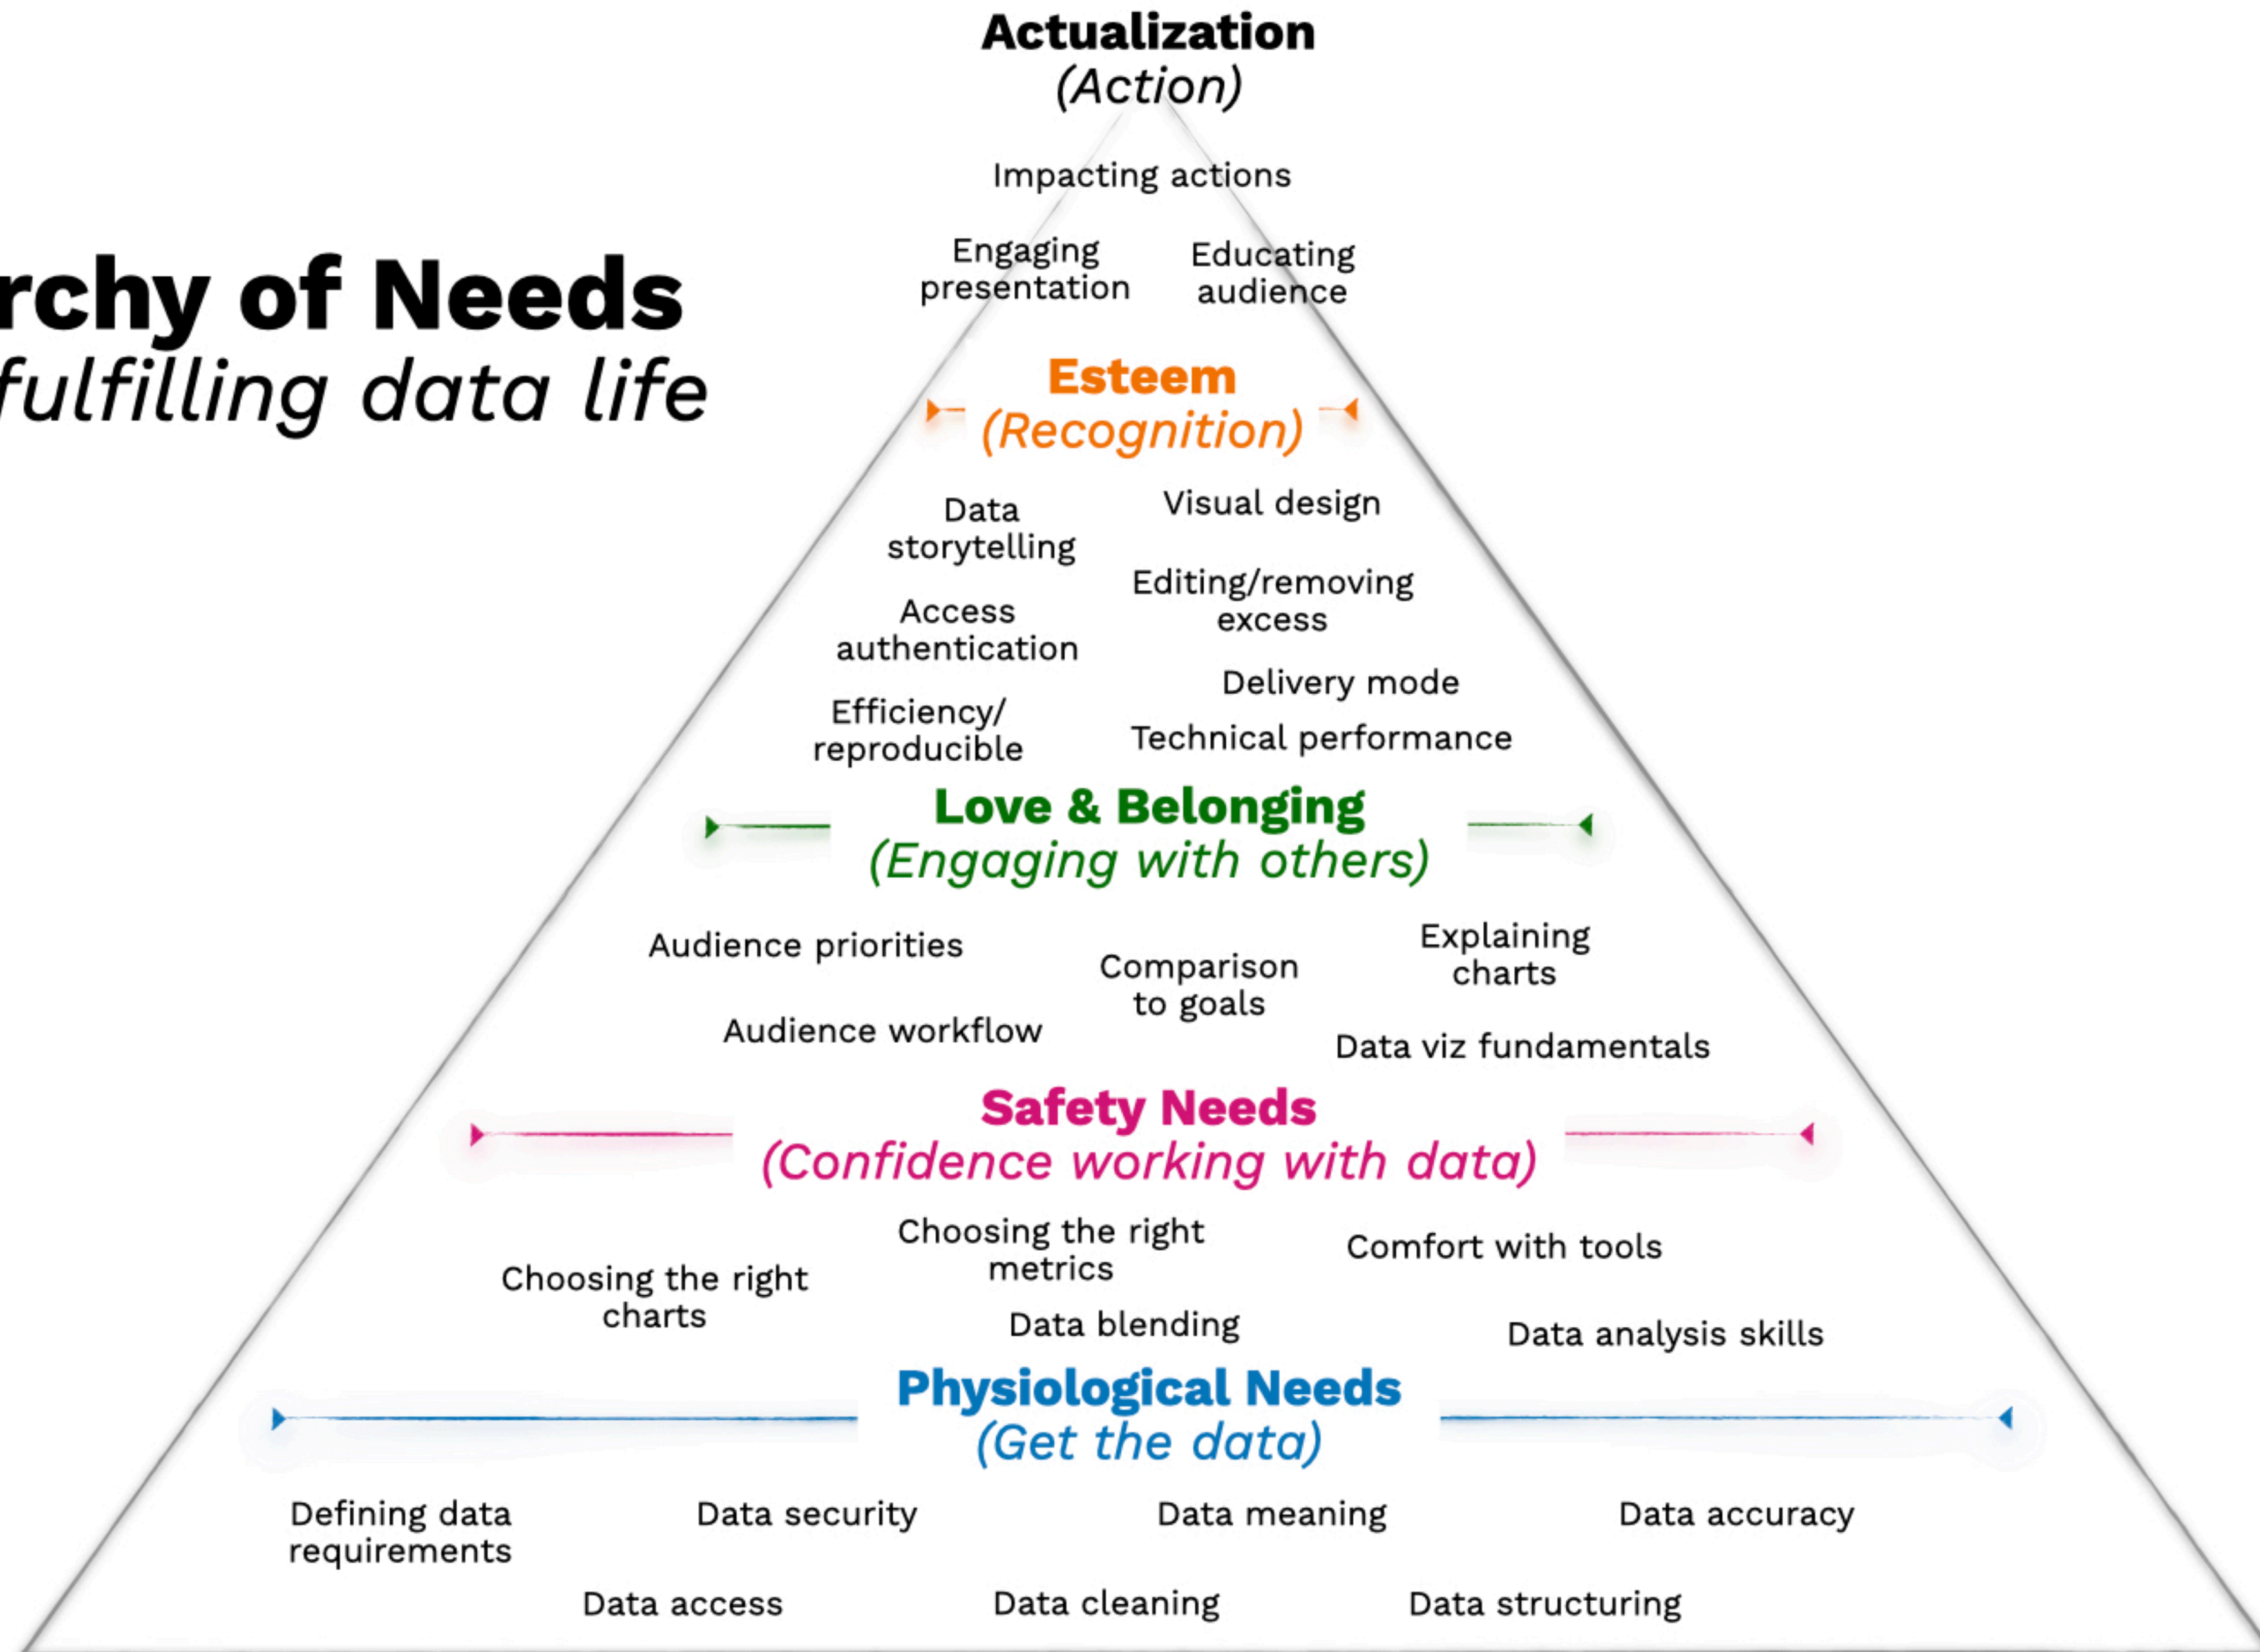 Actualization
(Action)
Impacting actions
Engaging
presentation
Educating
audience
rchy of Needs
fulfilling data life
Esteem
(Recognition)
Data
storytelling
Visual design
Editing/removing
excess
Access
authentication
Delivery mode
Efficiency/
reproducible
Technical performance
Love & Belonging
(Engaging with others)
Audience priorities
Comparison
to goals
Explaining
charts
Audience workflow
Data viz fundamentals
Safety Needs
(Confidence working with data)
Choosing the right
charts
Choosing the right
metrics
Comfort with tools
Data blending
Data analysis skills
Physiological Needs
(Get the data)
Defining data
requirements
Data security
Data meaning
Data accuracy
Data access
Data cleaning
Data structuring